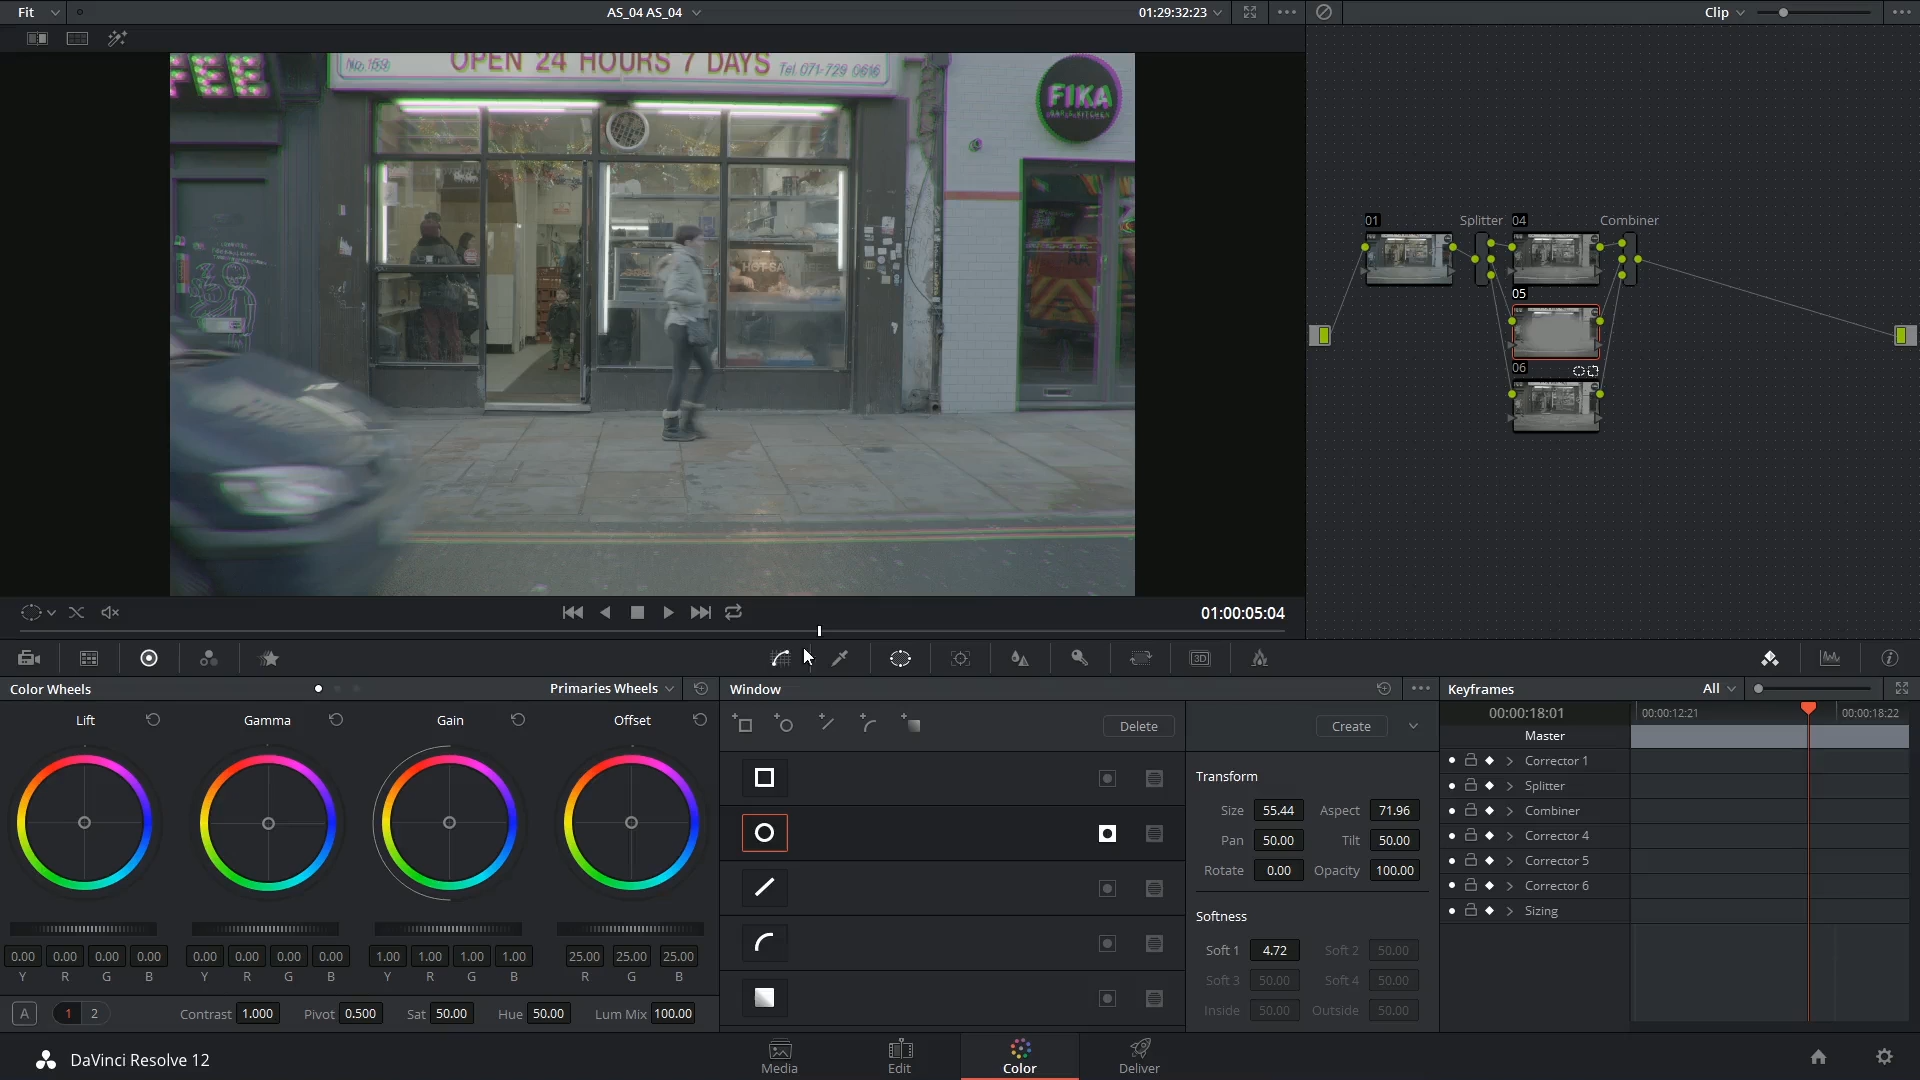 Fit
AS_04 AS_04
01:29:32:23
Clip
FEE
No.159
OPEN 24 HOURS 7 DAYS
Tel. 071-729 0616
FIKA
01
Splitter
04
Combiner
05
06
01:00:05:04
3D
Color Wheels
Primaries Wheels
Window
Keyframes
All
Lift
Gamma
Gain
Offset
Delete
Create
00:00:18:01
00:00:12:21
00:00:18:22
Master
Transform
Corrector 1
Splitter
Size 55.44 Aspect 71.96
Combiner
Pan 50.00 Tilt 50.00
Corrector 4
Rotate 0.00 Opacity 100.00
Corrector 5
Corrector 6
Softness
Sizing
Soft 1 4.72 Soft 2 50.00
0.00 0.00 0.00 0.00
0.00 0.00 0.00 0.00
1.00 1.00 1.00 1.00
25.00 25.00 25.00
Y R G B
Y R G B
Y R G B
R G B
Soft 3 50.00 Soft 4 50.00
Inside 50.00 Outside 50.00
A 1 2 Contrast 1.000 Pivot 0.500 Sat 50.00 Hue 50.00 Lum Mix 100.00
DaVinci Resolve 12
Media
Edit
Color
Deliver